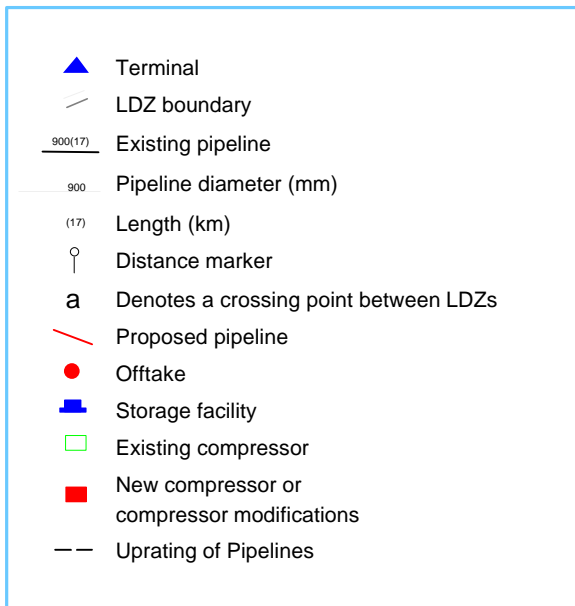 Terminal
LDZ boundary
900(17) Existing pipeline
900 Pipeline diameter (mm)
(17) Length (km)
Distance marker
a Denotes a crossing point between LDZs
Proposed pipeline
Offtake
Storage facility
Existing compressor
New compressor or
compressor modifications
Uprating of Pipelines